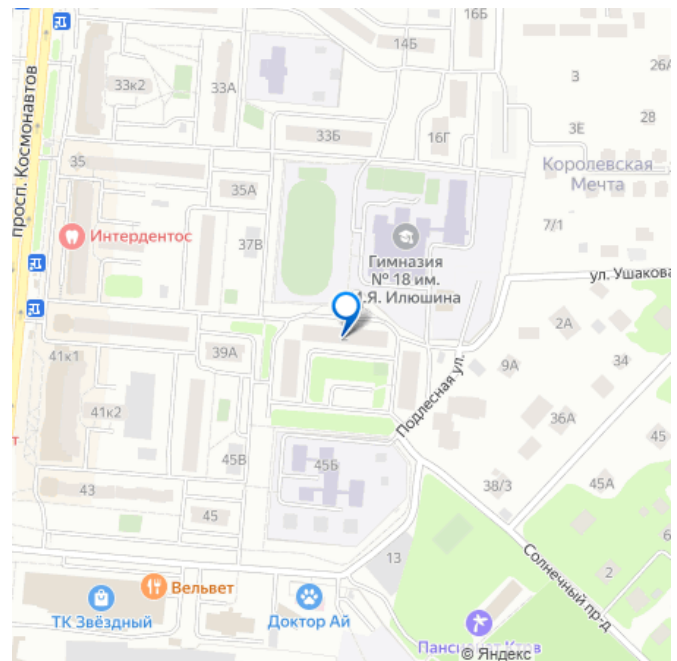 16Б
14Б
26А
33к2
33А
3
28
33Б
16Г
3Е
35
просп. Космонавтов
Королевская
Мечта
35А
7/1
Интердентос
37В
Гимназия
№ 18 им.
.Я. Илюшина
ул. Ушакова
2А
41к1
39А
34
9А
41к2
Подлесная ул.
36А
45
45В
45Б
38/3
45А
43
45
6
13
Солнечный пр-д
2
Вельвет
ТК Звёздный
Доктор Ай
© Яндекс